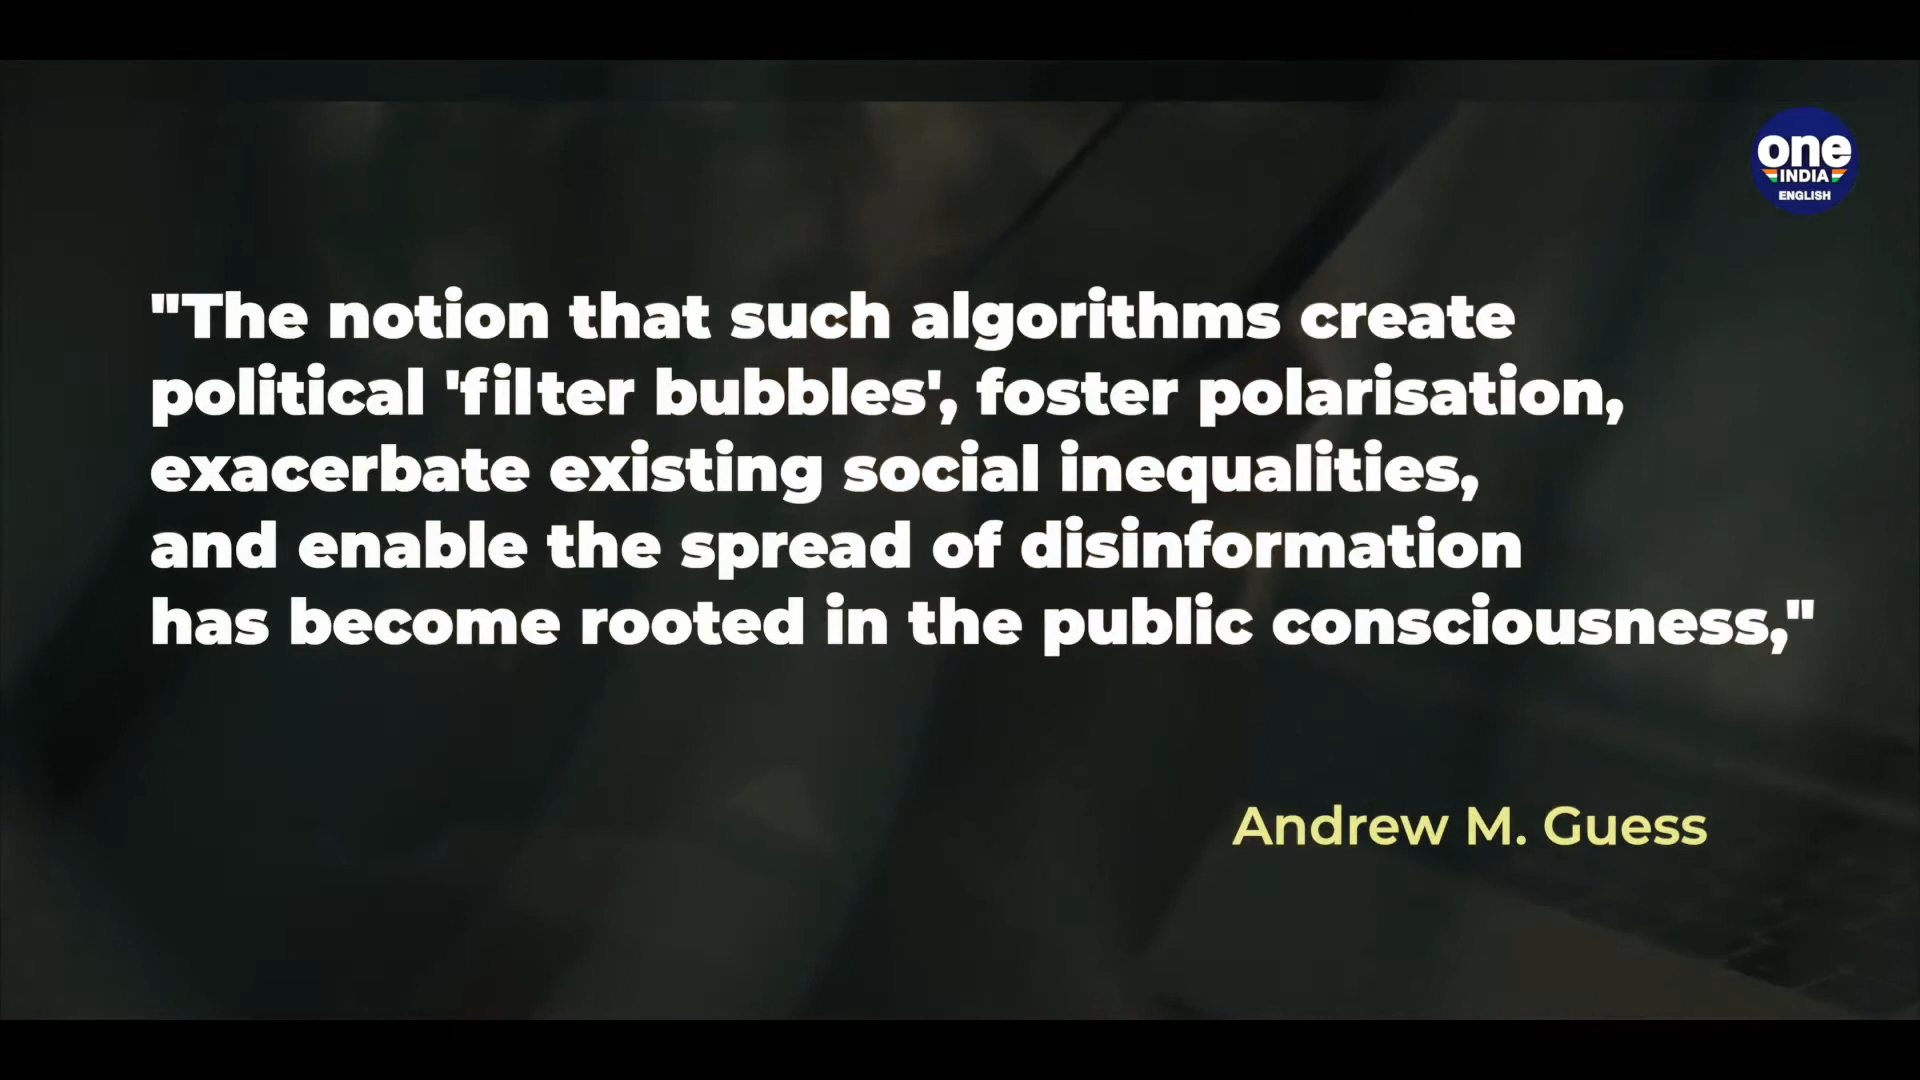 one
INDIA
ENGLISH
"The notion that such algorithms create
political 'filter bubbles', foster polarisation,
exacerbate existing social inequalities,
and enable the spread of disinformation
has become rooted in the public consciousness,"
Andrew M. Guess